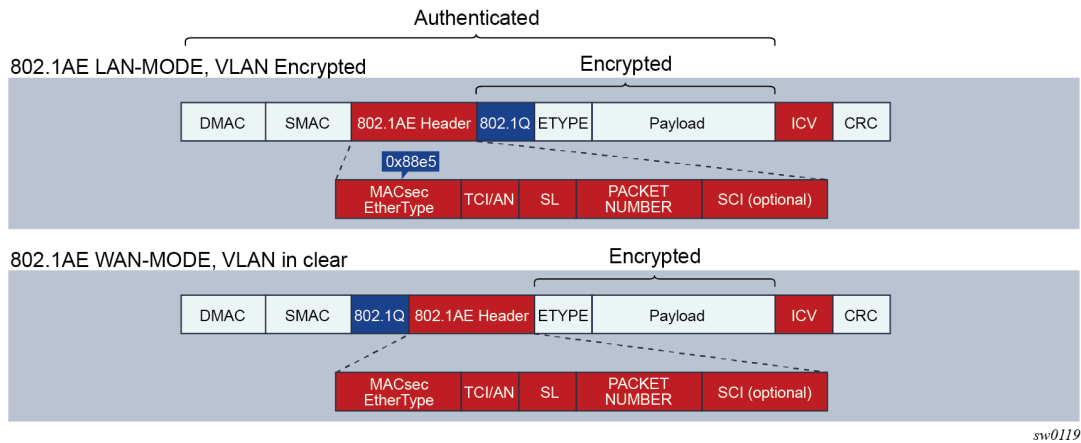 Authenticated
802.1AE LAN-MODE, VLAN Encrypted
Encrypted
DMAC SMAC 802.1AE Header 802.1Q ETYPE Payload ICV CRC
0x88e5
MACsec EtherType TCI/AN SL PACKET NUMBER SCI (optional)
802.1AE WAN-MODE, VLAN in clear
Encrypted
DMAC SMAC 802.1Q 802.1AE Header ETYPE Payload ICV CRC
MACsec EtherType TCI/AN SL PACKET NUMBER SCI (optional)
sw0119